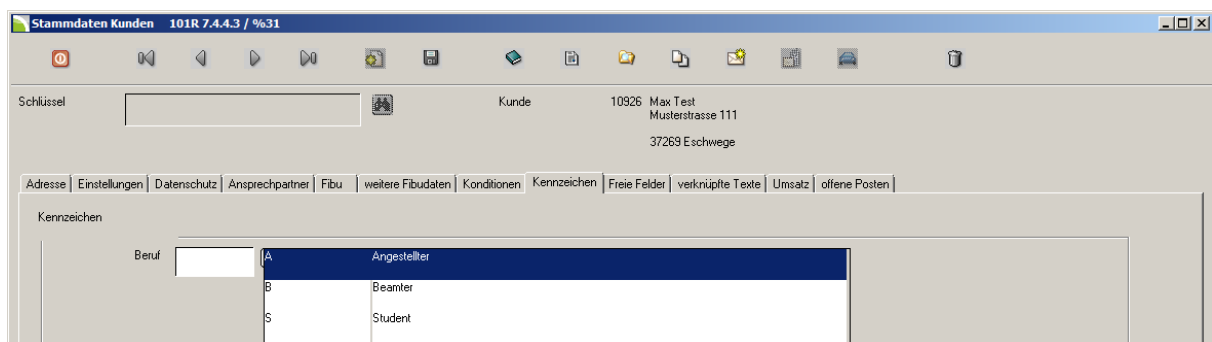 Stammdaten Kunden 101R 7.4.4.3 / %31
Schlüssel Kunde 10926 Max Test
Musterstrasse 111
37269 Eschwege
Adresse Einstellungen Datenschutz Ansprechpartner Fibu weitere Fibudaten Konditionen Kennzeichen Freie Felder verknüpfte Texte Umsatz offene Posten
Kennzeichen
Beruf A Angestellter
B Beamter
S Student